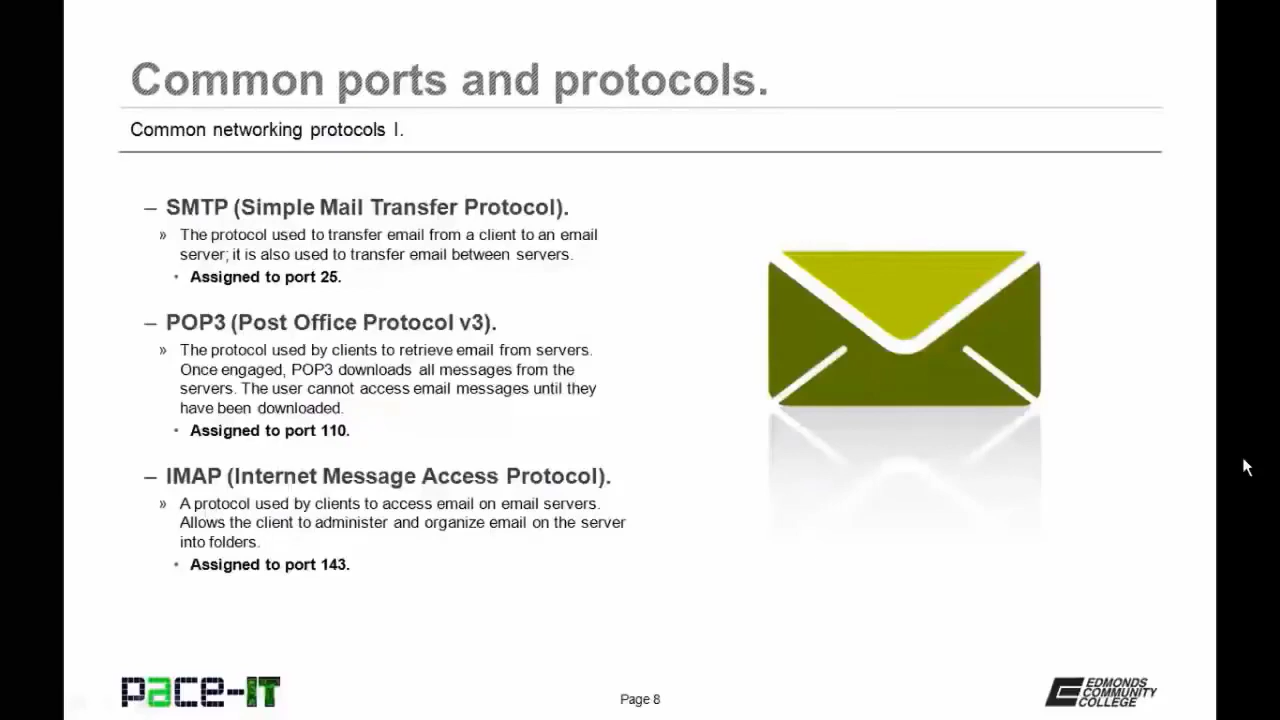 Common ports and protocols.
Common networking protocols I.
– SMTP (Simple Mail Transfer Protocol).
» The protocol used to transfer email from a client to an email
server; it is also used to transfer email between servers.
• Assigned to port 25.
– POP3 (Post Office Protocol v3).
» The protocol used by clients to retrieve email from servers.
Once engaged, POP3 downloads all messages from the
servers. The user cannot access email messages until they
have been downloaded.
• Assigned to port 110.
– IMAP (Internet Message Access Protocol).
» A protocol used by clients to access email on email servers.
Allows the client to administer and organize email on the server
into folders.
• Assigned to port 143.
pace-IT
Page 8
EDMONDS
COMMUNITY
COLLEGE